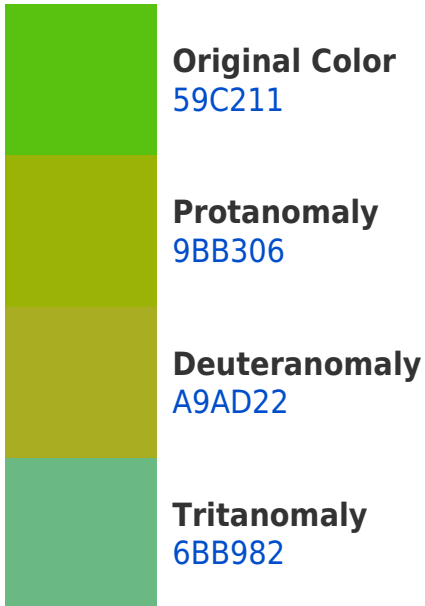 Original Color
59C211
Protanomaly
9BB306
Deuteranomaly
A9AD22
Tritanomaly
6BB982